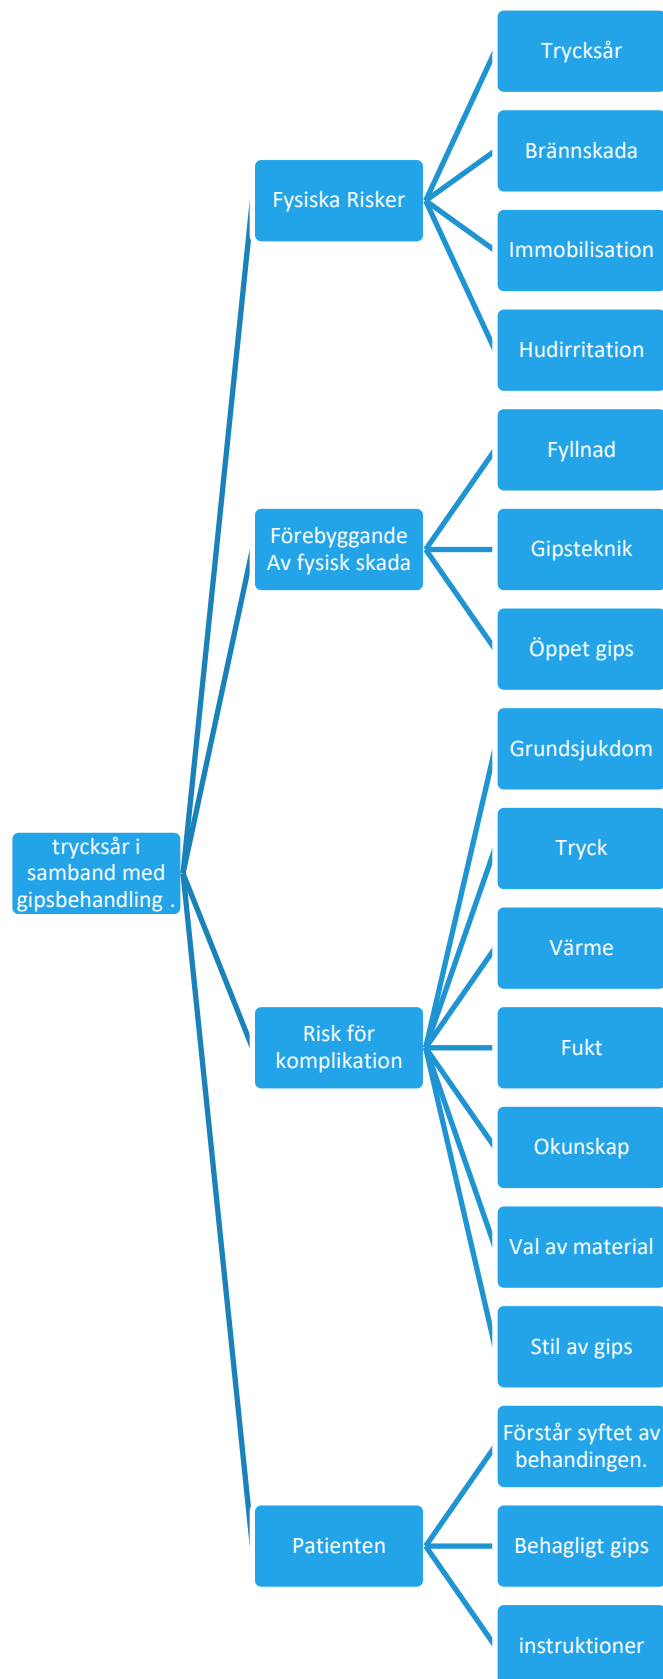 trycksår i
samband med
gipsbehandling .
Fysiska Risker
Trycksår
Brännskada
Immobilisation
Hudirritation
Förebyggande
Av fysisk skada
Fyllnad
Gipsteknik
Öppet gips
Risk för
komplikation
Grundsjukdom
Tryck
Värme
Fukt
Okunskap
Val av material
Stil av gips
Patienten
Förstår syftet av
behandingen.
Behagligt gips
instruktioner